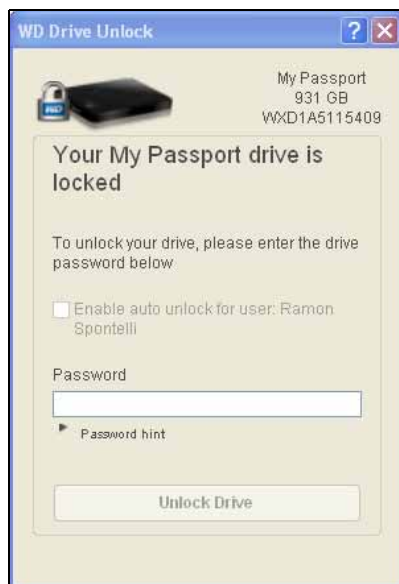 WD Drive Unlock
?
My Passport
931 GB
WXD1A5115409
WD
Your My Passport drive is
locked
To unlock your drive, please enter the drive
password below
Enable auto unlock for user: Ramon
Spontelli
Password
Password hint
Unlock Drive